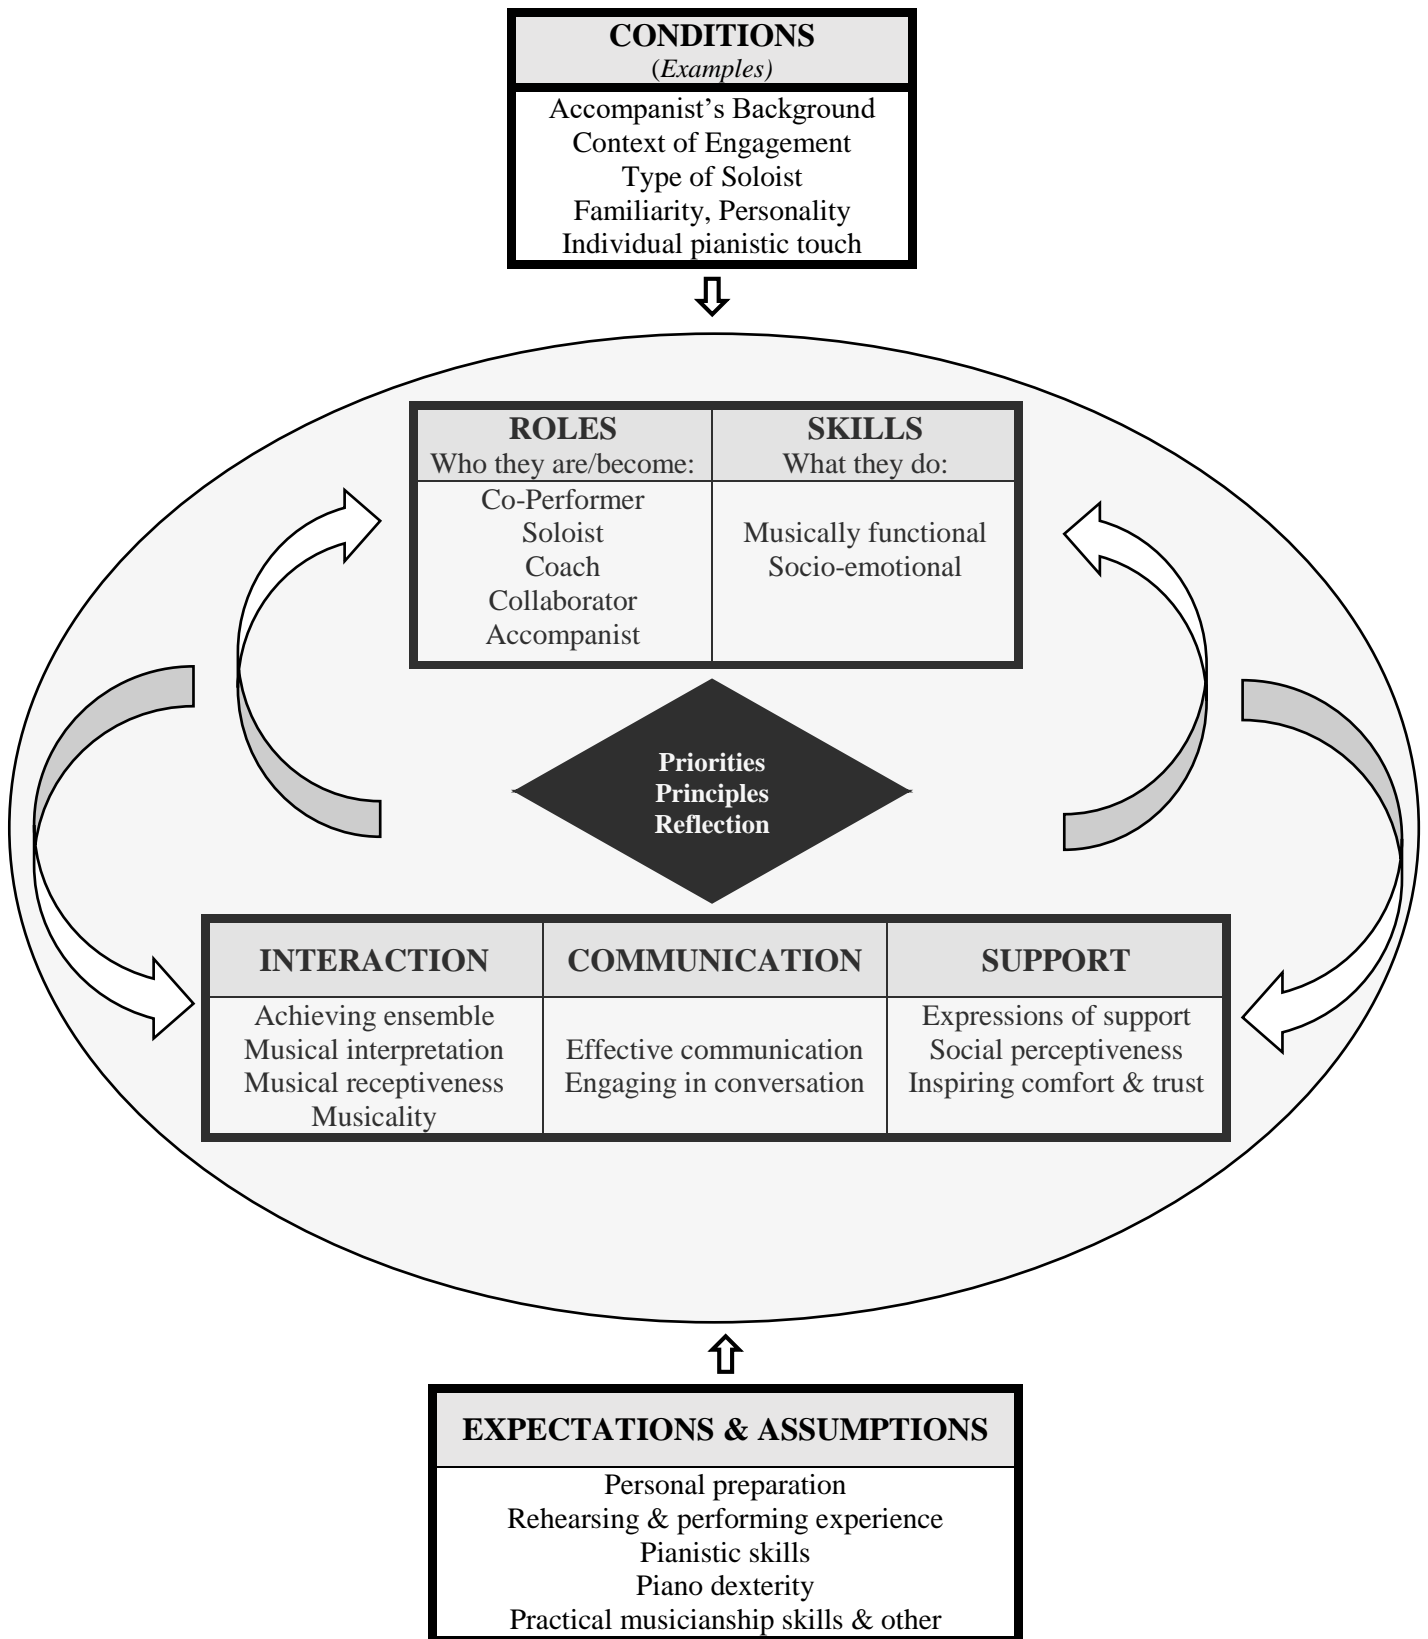 CONDITIONS
(Examples)
Accompanist’s Background
Context of Engagement
Type of Soloist
Familiarity, Personality
Individual pianistic touch
ROLES
Who they are/become:
Co-Performer
Soloist
Coach
Collaborator
Accompanist
SKILLS
What they do:
Musically functional
Socio-emotional
Priorities
Principles
Reflection
INTERACTION
Achieving ensemble
Musical interpretation
Musical receptiveness
Musicality
COMMUNICATION
Effective communication
Engaging in conversation
SUPPORT
Expressions of support
Social perceptiveness
Inspiring comfort & trust
EXPECTATIONS & ASSUMPTIONS
Personal preparation
Rehearsing & performing experience
Pianistic skills
Piano dexterity
Practical musicianship skills & other